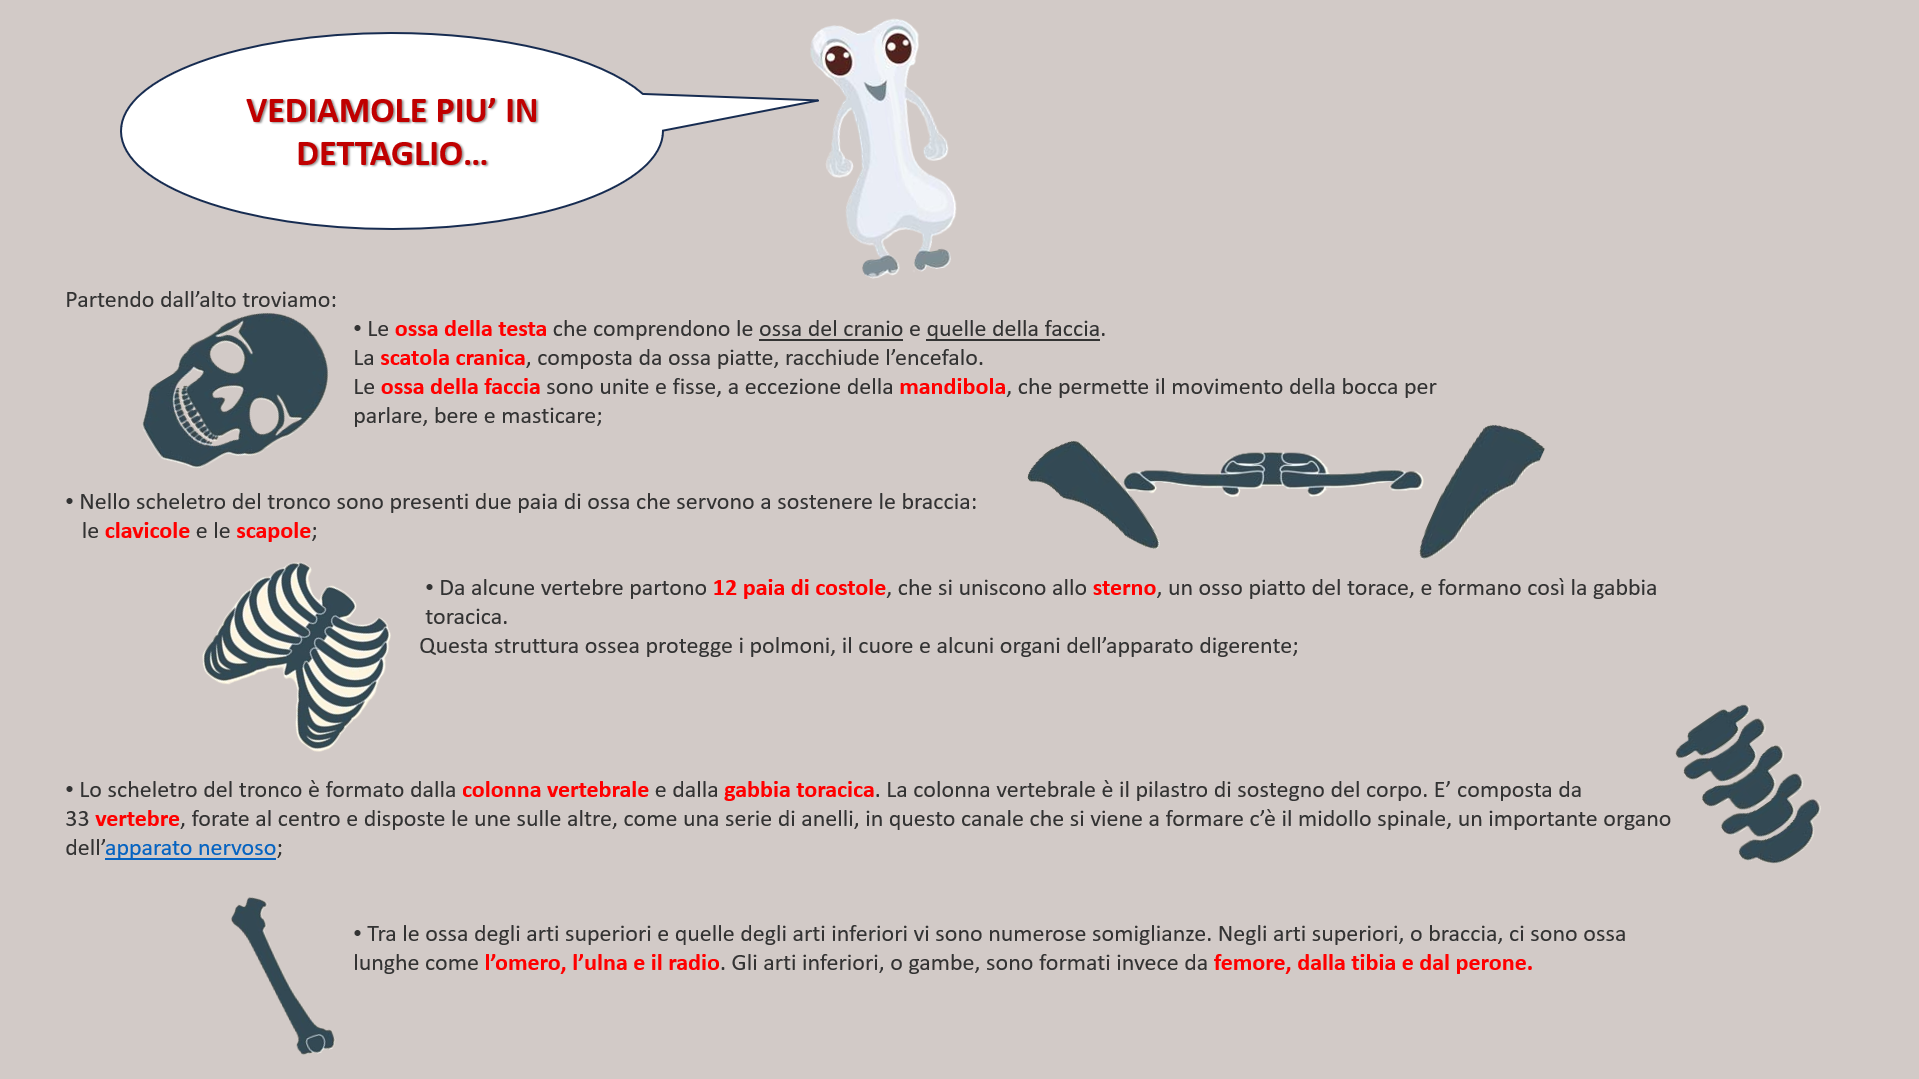 VEDIAMOLE PIU’ IN
DETTAGLIO…
Partendo dall’alto troviamo:
• Le ossa della testa che comprendono le ossa del cranio e quelle della faccia.
La scatola cranica, composta da ossa piatte, racchiude l’encefalo.
Le ossa della faccia sono unite e fisse, a eccezione della mandibola, che permette il movimento della bocca per
parlare, bere e masticare;
• Nello scheletro del tronco sono presenti due paia di ossa che servono a sostenere le braccia:
le clavicole e le scapole;
• Da alcune vertebre partono 12 paia di costole, che si uniscono allo sterno, un osso piatto del torace, e formano così la gabbia
toracica.
Questa struttura ossea protegge i polmoni, il cuore e alcuni organi dell’apparato digerente;
• Lo scheletro del tronco è formato dalla colonna vertebrale e dalla gabbia toracica. La colonna vertebrale è il pilastro di sostegno del corpo. E’ composta da
33 vertebre, forate al centro e disposte le une sulle altre, come una serie di anelli, in questo canale che si viene a formare c’è il midollo spinale, un importante organo
dell’apparato nervoso;
• Tra le ossa degli arti superiori e quelle degli arti inferiori vi sono numerose somiglianze. Negli arti superiori, o braccia, ci sono ossa
lunghe come l’omero, l’ulna e il radio. Gli arti inferiori, o gambe, sono formati invece da femore, dalla tibia e dal perone.